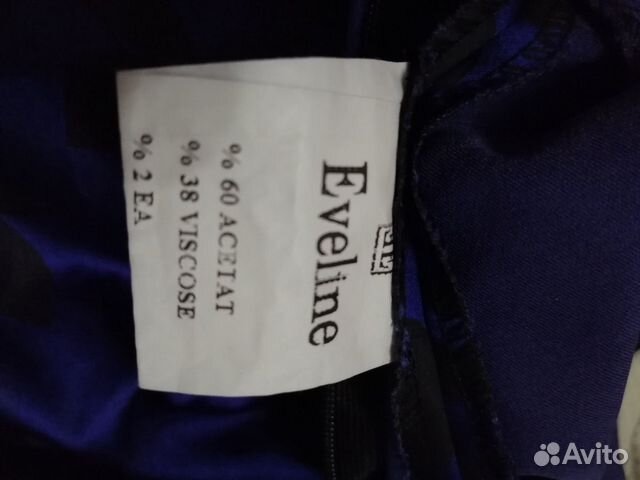 Eveline
% 60 ACETAT
% 38 VISCOSE
% 2 EA
Avito